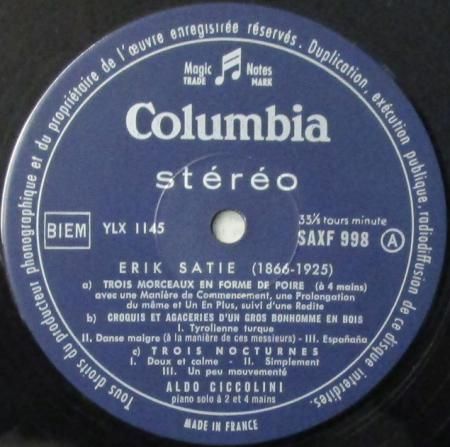 Tous droits du producteur phonographique et du propriétaire de l'œuvre enregistrée réservés. Duplication, exécution publique, radiodiffusion de ce disque interdites.
Magic Notes
TRADE MARK
Columbia
stéréo
BIEM YLX 1145
33⅓ tours minute
SAXF 998 A
ERIK SATIE (1866-1925)
a) TROIS MORCEAUX EN FORME DE POIRE (à 4 mains)
avec une Manière de Commencement, une Prolongation
du même et Un En Plus, suivi d'une Redite
b) CROQUIS ET AGACERIES D'UN GROS BONHOMME EN BOIS
I. Tyrolienne turque
II. Danse maigre (à la manière de ces messieurs) - III. Españaña
c) TROIS NOCTURNES
I. Doux et calme - II. Simplement
III. Un peu mouvementé
ALDO CICCOLINI
piano solo à 2 et 4 mains
MADE IN FRANCE